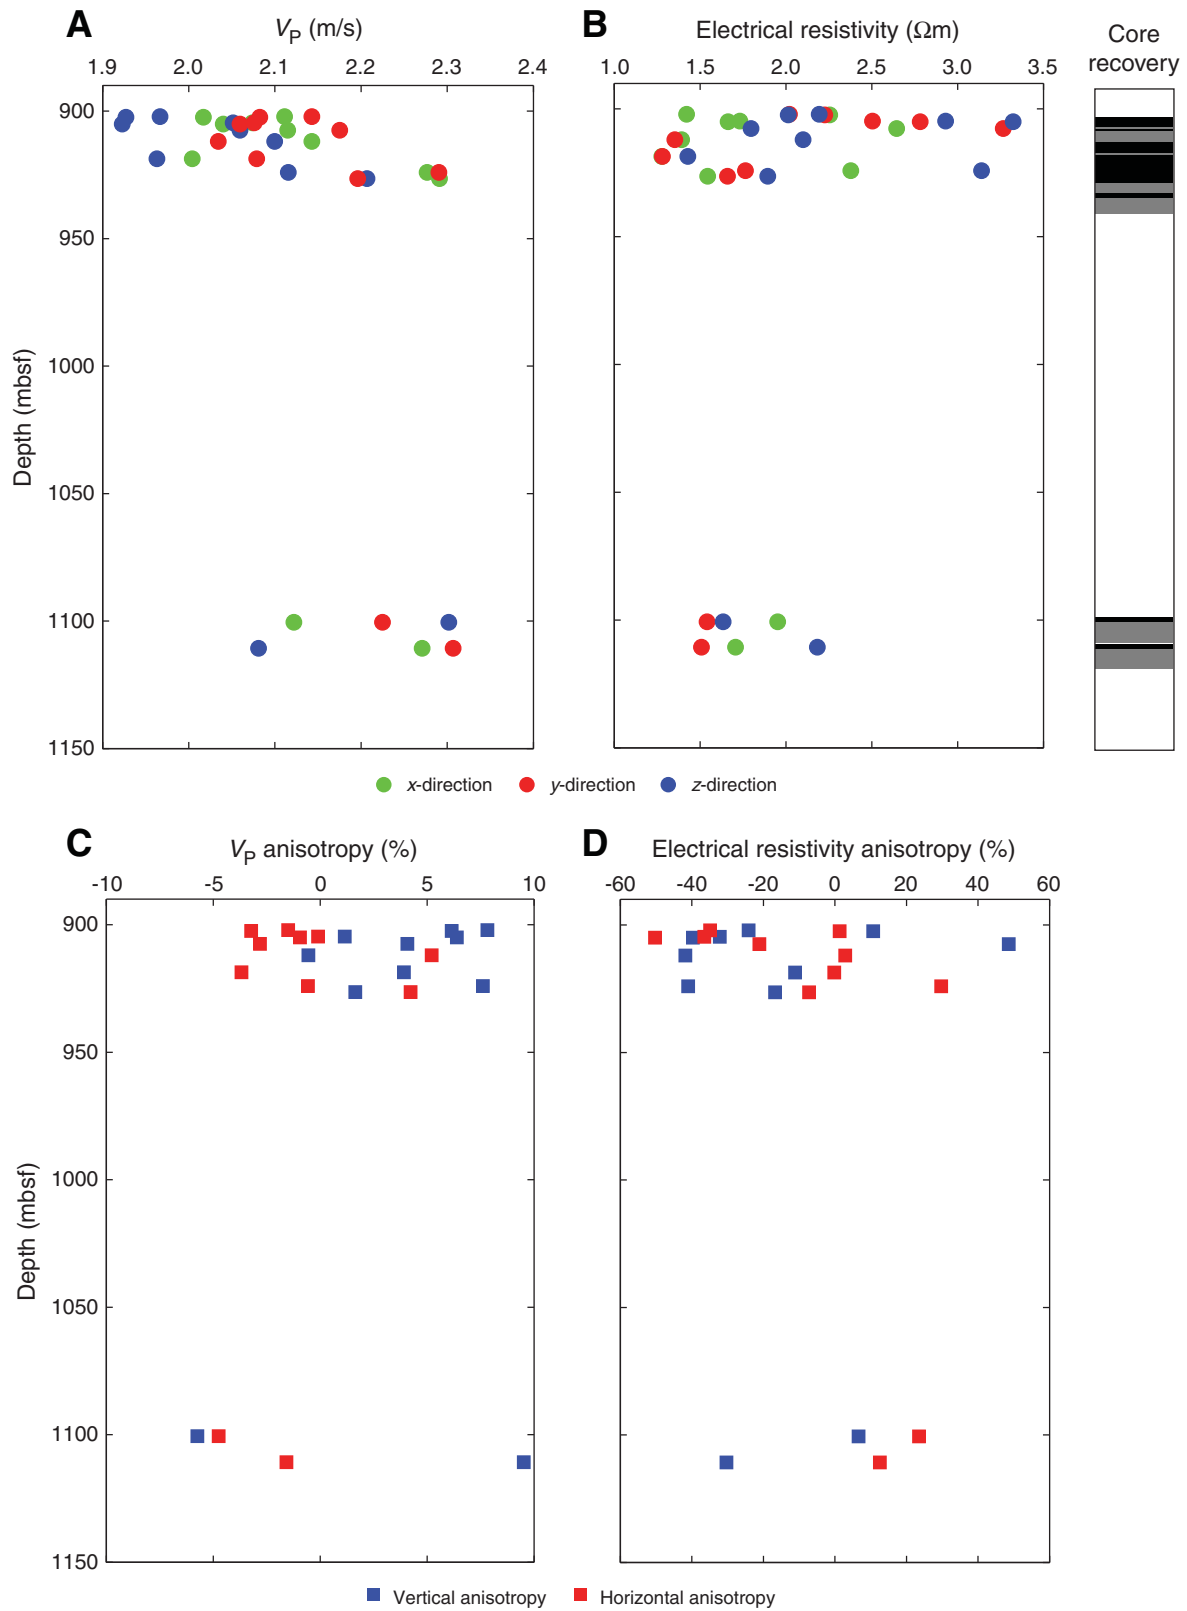 A
V_P (m/s)
1.9 2.0 2.1 2.2 2.3 2.4
B
Electrical resistivity (Ωm)
1.0 1.5 2.0 2.5 3.0 3.5
Core
recovery
900
950
1000
1050
1100
1150
Depth (mbsf)
x-direction y-direction z-direction
C
V_P anisotropy (%)
-10 -5 0 5 10
D
Electrical resistivity anisotropy (%)
-60 -40 -20 0 20 40 60
900
950
1000
1050
1100
1150
Depth (mbsf)
Vertical anisotropy Horizontal anisotropy